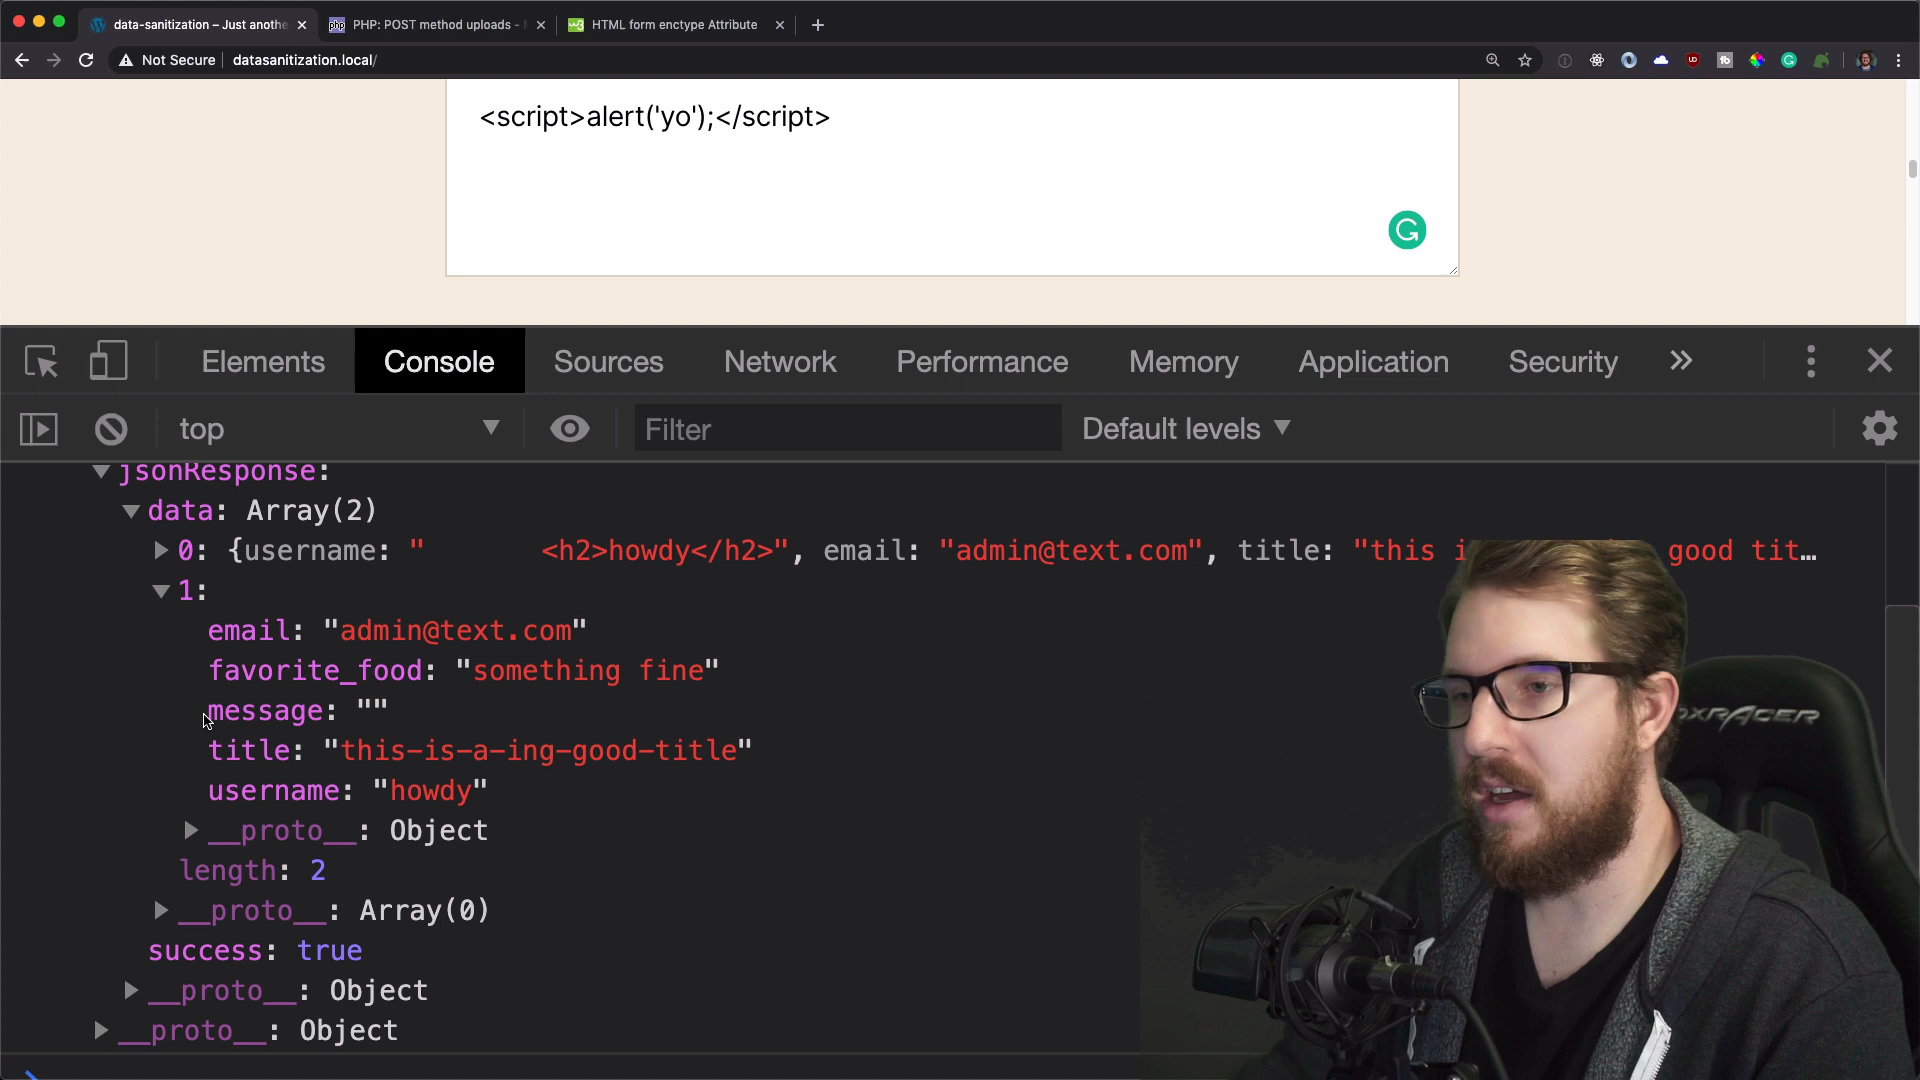 data-sanitization – Just anothe
PHP: POST method uploads -
HTML form enctype Attribute
Not Secure
datasanitization.local/
<script>alert('yo');</script>
Elements
Console
Sources
Network
Performance
Memory
Application
Security
top
Filter
Default levels
jsonResponse:
data: Array(2)
0: {username: "       <h2>howdy</h2>", email: "admin@text.com", title: "this i good tit…
1:
email: "admin@text.com"
favorite_food: "something fine"
message: ""
title: "this-is-a-ing-good-title"
username: "howdy"
__proto__: Object
length: 2
__proto__: Array(0)
success: true
__proto__: Object
__proto__: Object
DXRACER